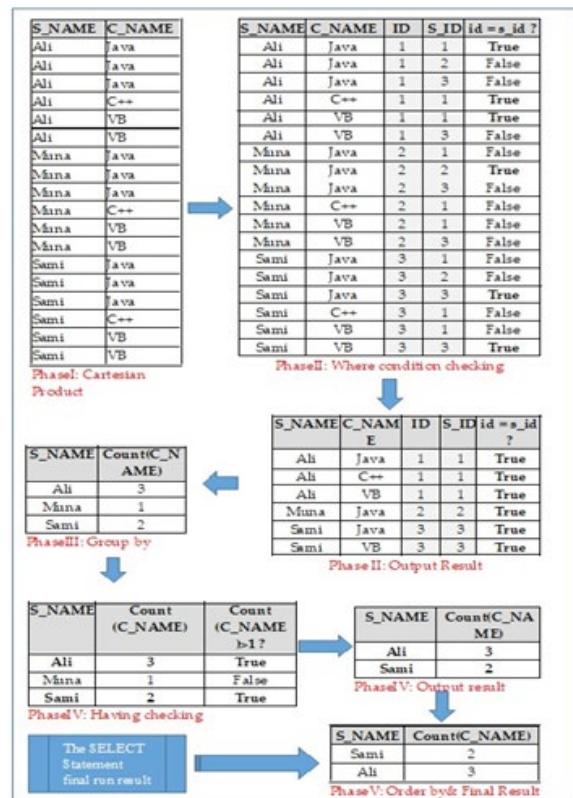 S_NAME C_NAME
Ali Java
Ali Java
Ali Java
Ali C++
Ali VB
Ali VB
Muna Java
Muna Java
Muna Java
Muna C++
Muna VB
Muna VB
Sami Java
Sami Java
Sami Java
Sami C++
Sami VB
Sami VB
PhaseI: Cartesian
Product
S_NAME C_NAME ID S_ID id = s_id ?
Ali Java 1 1 True
Ali Java 1 2 False
Ali Java 1 3 False
Ali C++ 1 1 True
Ali VB 1 1 True
Ali VB 1 3 False
Muna Java 2 1 False
Muna Java 2 2 True
Muna Java 2 3 False
Muna C++ 2 1 False
Muna VB 2 1 False
Muna VB 2 3 False
Sami Java 3 1 False
Sami Java 3 2 False
Sami Java 3 3 True
Sami C++ 3 1 False
Sami VB 3 1 False
Sami VB 3 3 True
PhaseII: Where condition checking
S_NAME C_NAM ID S_ID id = s_id
E ?
Ali Java 1 1 True
Ali C++ 1 1 True
Ali VB 1 1 True
Muna Java 2 2 True
Sami Java 3 3 True
Sami VB 3 3 True
Phase II: Output Result
S_NAME Count(C_N
AME)
Ali 3
Muna 1
Sami 2
PhaseIII: Group by
S_NAME Count Count
(C_NAME) (C_NAME
)>1 ?
Ali 3 True
Muna 1 False
Sami 2 True
PhaseIV: Having checking
S_NAME Count(C_NA
ME)
Ali 3
Sami 2
PhaseIV: Output result
The SELECT
Statement
final run result
S_NAME Count(C_NAME)
Sami 2
Ali 3
PhaseV: Order by& Final Result